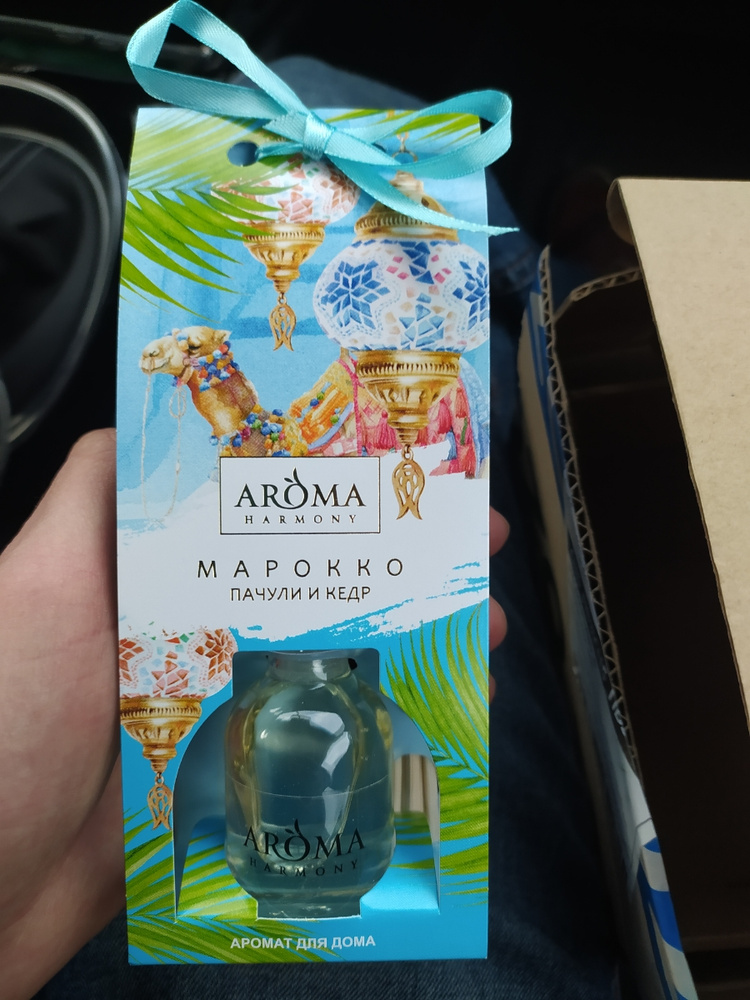 AROMA
HARMONY
МАРОККО
ПАЧУЛИ И КЕДР
AROMA
HARMONY
АРОМАТ ДЛЯ ДОМА